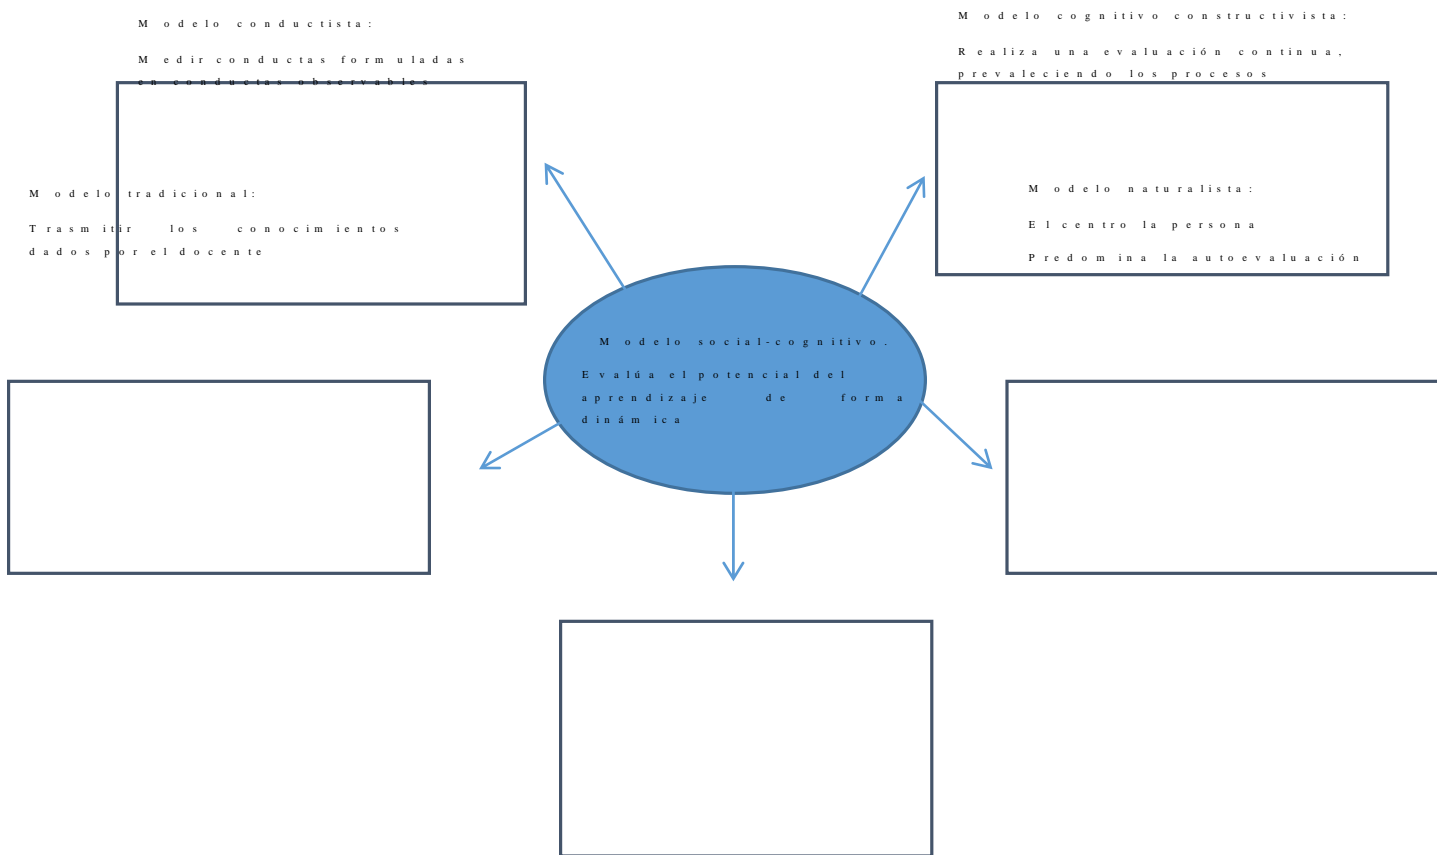 Modelo conductista:
Medir conductas formuladas
en conductas observables
Modelo cognitivo constructivista:
Realiza una evaluación continua,
prevaleciendo los procesos
Modelo tradicional:
Trasmitir los conocimientos
dados por el docente
Modelo naturalista:
El centro la persona
Predomina la autoevaluación
Modelo social-cognitivo.
Evalúa el potencial del
aprendizaje de forma
dinámica